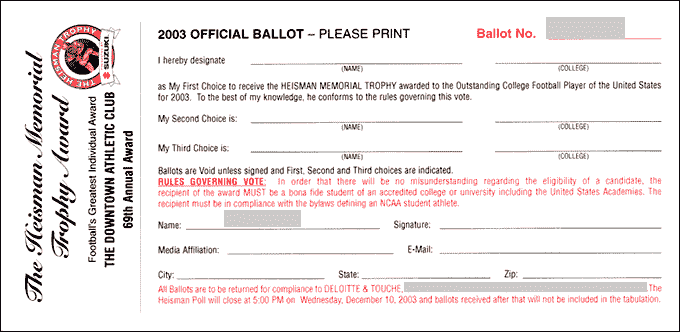 The Heisman Memorial
Trophy Award
Football's Greatest Individual Award
THE DOWNTOWN ATHLETIC CLUB
69th Annual Award
THE HEISMAN TROPHY
SUZUKI
2003 OFFICIAL BALLOT – PLEASE PRINT
Ballot No.
I hereby designate
(NAME) (COLLEGE)
as My First Choice to receive the HEISMAN MEMORIAL TROPHY awarded to the Outstanding College Football Player of the United States
for 2003. To the best of my knowledge, he conforms to the rules governing this vote.
My Second Choice is:
(NAME) (COLLEGE)
My Third Choice is:
(NAME) (COLLEGE)
Ballots are Void unless signed and First, Second and Third choices are indicated.
RULES GOVERNING VOTE: In order that there will be no misunderstanding regarding the eligibility of a candidate, the
recipient of the award MUST be a bona fide student of an accredited college or university including the United States Academies. The
recipient must be in compliance with the bylaws defining an NCAA student athlete.
Name: Signature:
Media Affiliation: E-Mail:
City: State: Zip:
All Ballots are to be returned for compliance to DELOITTE & TOUCHE, The
Heisman Poll will close at 5:00 PM on Wednesday, December 10, 2003 and ballots received after that will not be included in the tabulation.